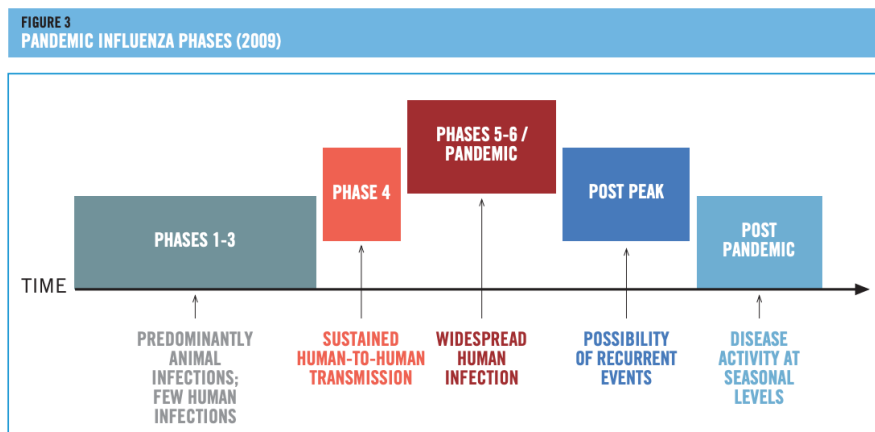 FIGURE 3
PANDEMIC INFLUENZA PHASES (2009)
PHASES 5-6 /
PANDEMIC
PHASE 4
POST PEAK
PHASES 1-3
POST
PANDEMIC
TIME
PREDOMINANTLY
ANIMAL
INFECTIONS;
FEW HUMAN
INFECTIONS
SUSTAINED
HUMAN-TO-HUMAN
TRANSMISSION
WIDESPREAD
HUMAN
INFECTION
POSSIBILITY
OF RECURRENT
EVENTS
DISEASE
ACTIVITY AT
SEASONAL
LEVELS